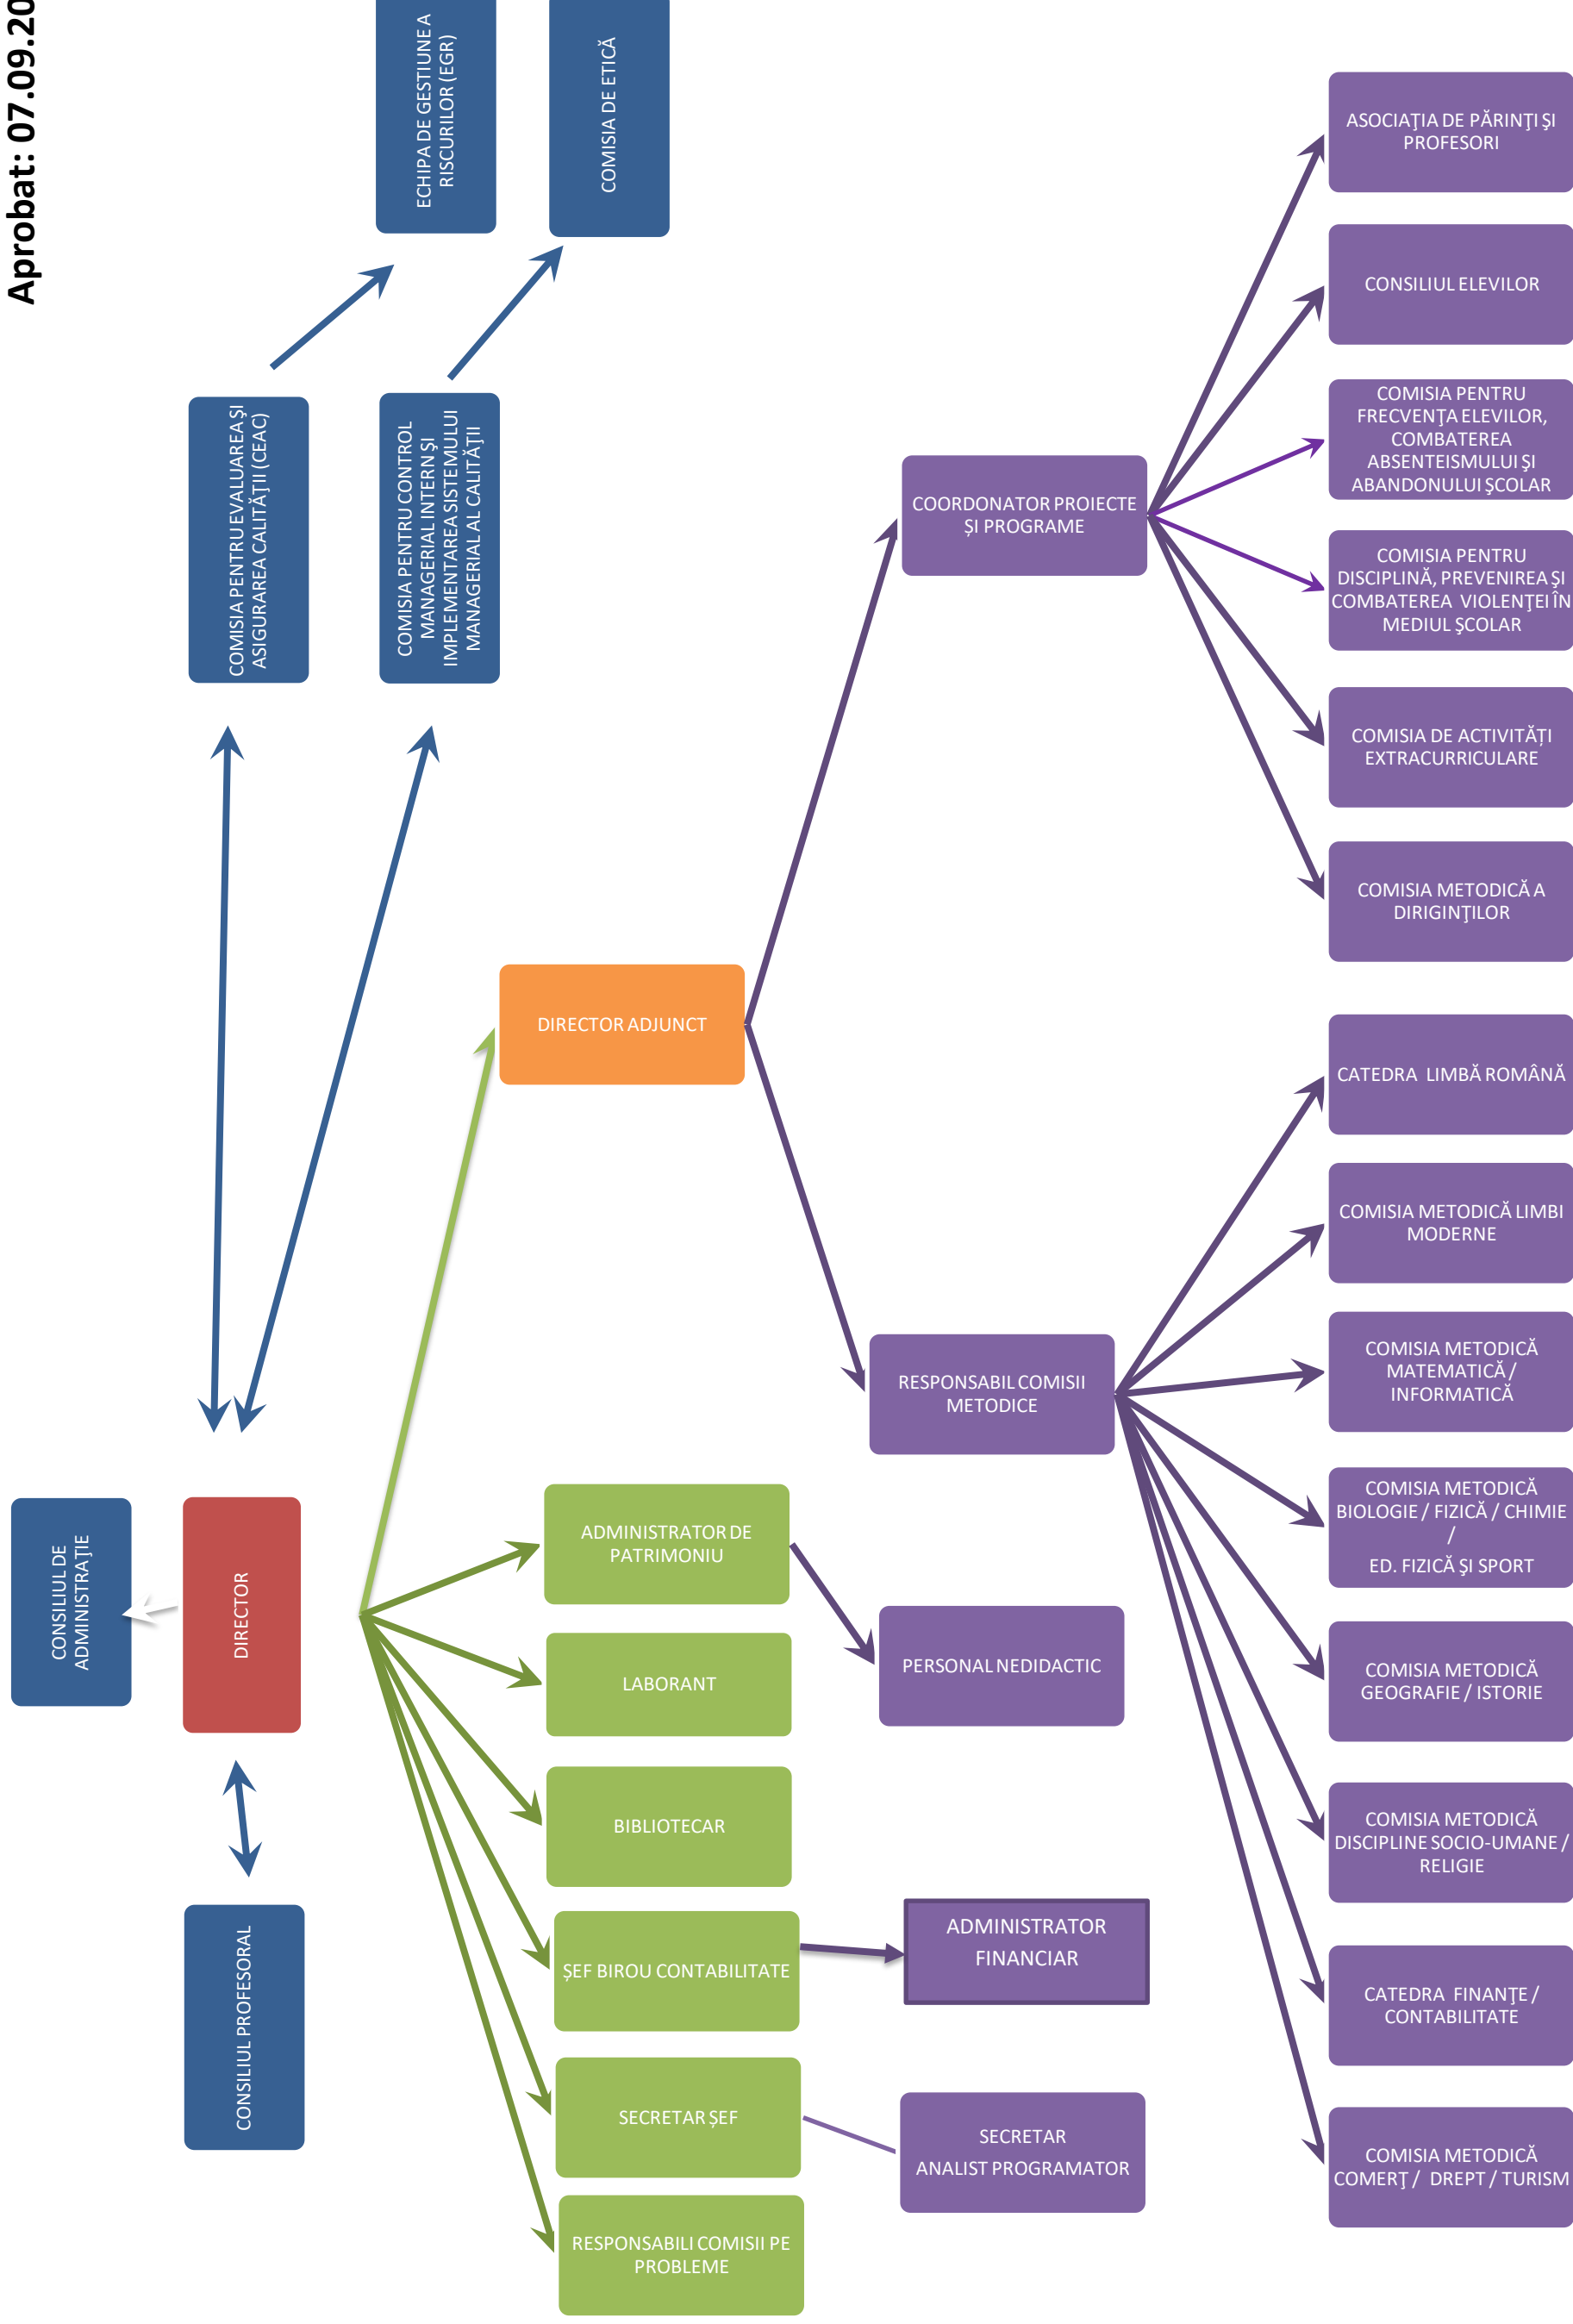 Aprobat: 07.09.20
ECHIPA DE GESTIUNE A
RISCURILOR (EGR)
COMISIA DE ETICĂ
COMISIA PENTRU EVALUAREA ŞI
ASIGURAREA CALITĂŢII (CEAC)
COMISIA PENTRU CONTROL
MANAGERIAL INTERN ŞI
IMPLEMENTAREA SISTEMULUI
MANAGERIAL AL CALITĂŢII
CONSILIUL DE
ADMINISTRAŢIE
DIRECTOR
CONSILIUL PROFESORAL
DIRECTOR ADJUNCT
ADMINISTRATOR DE
PATRIMONIU
LABORANT
BIBLIOTECAR
ŞEF BIROU CONTABILITATE
SECRETAR ŞEF
RESPONSABILI COMISII PE
PROBLEME
COORDONATOR PROIECTE
ȘI PROGRAME
RESPONSABIL COMISII
METODICE
PERSONAL NEDIDACTIC
ADMINISTRATOR
FINANCIAR
SECRETAR
ANALIST PROGRAMATOR
ASOCIAŢIA DE PĂRINŢI ŞI
PROFESORI
CONSILIUL ELEVILOR
COMISIA PENTRU
FRECVENŢA ELEVILOR,
COMBATEREA
ABSENTEISMULUI ŞI
ABANDONULUI ŞCOLAR
COMISIA PENTRU
DISCIPLINĂ, PREVENIREA ŞI
COMBATEREA VIOLENŢEI ÎN
MEDIUL ŞCOLAR
COMISIA DE ACTIVITĂȚI
EXTRACURRICULARE
COMISIA METODICĂ A
DIRIGINŢILOR
CATEDRA LIMBĂ ROMÂNĂ
COMISIA METODICĂ LIMBI
MODERNE
COMISIA METODICĂ
MATEMATICĂ /
INFORMATICĂ
COMISIA METODICĂ
BIOLOGIE / FIZICĂ / CHIMIE
/
ED. FIZICĂ ŞI SPORT
COMISIA METODICĂ
GEOGRAFIE / ISTORIE
COMISIA METODICĂ
DISCIPLINE SOCIO-UMANE /
RELIGIE
CATEDRA FINANŢE /
CONTABILITATE
COMISIA METODICĂ
COMERŢ / DREPT / TURISM